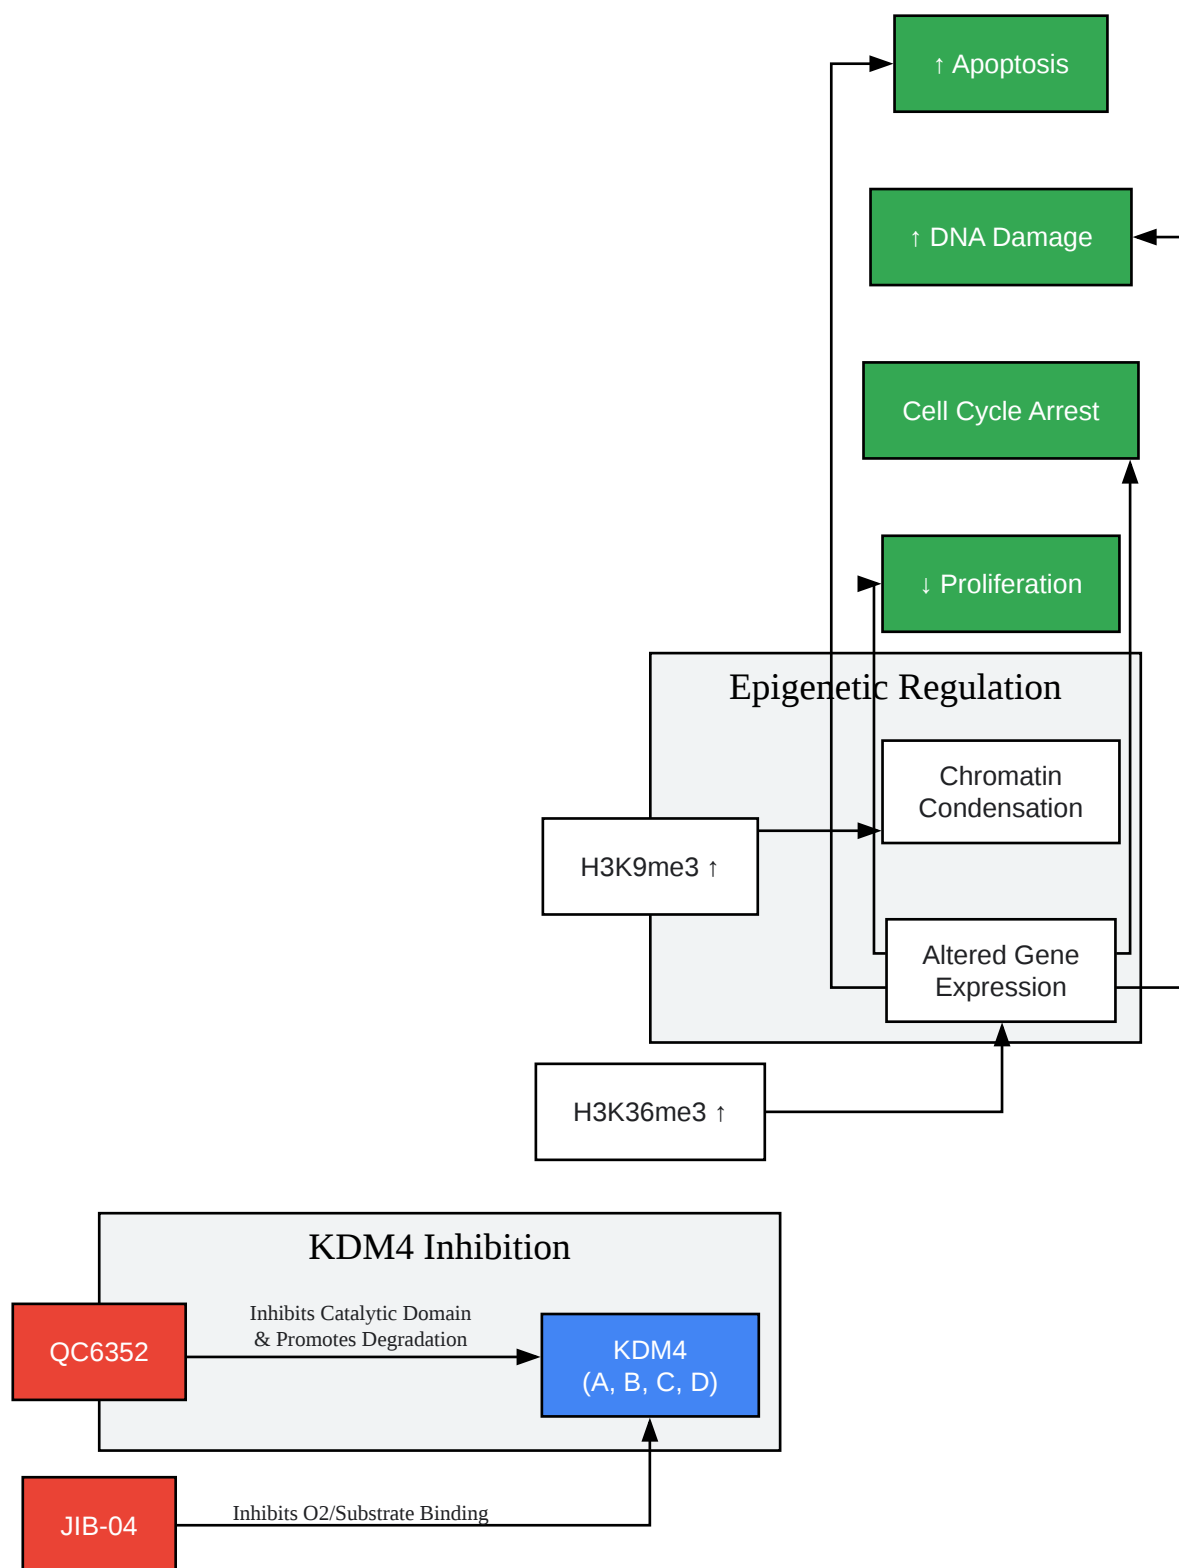 ↑ Apoptosis
↑ DNA Damage
Cell Cycle Arrest
↓ Proliferation
Epigenetic Regulation
Chromatin
Condensation
H3K9me3 ↑
Altered Gene
Expression
H3K36me3 ↑
KDM4 Inhibition
Inhibits Catalytic Domain
& Promotes Degradation
QC6352
KDM4
(A, B, C, D)
Inhibits O2/Substrate Binding
JIB-04